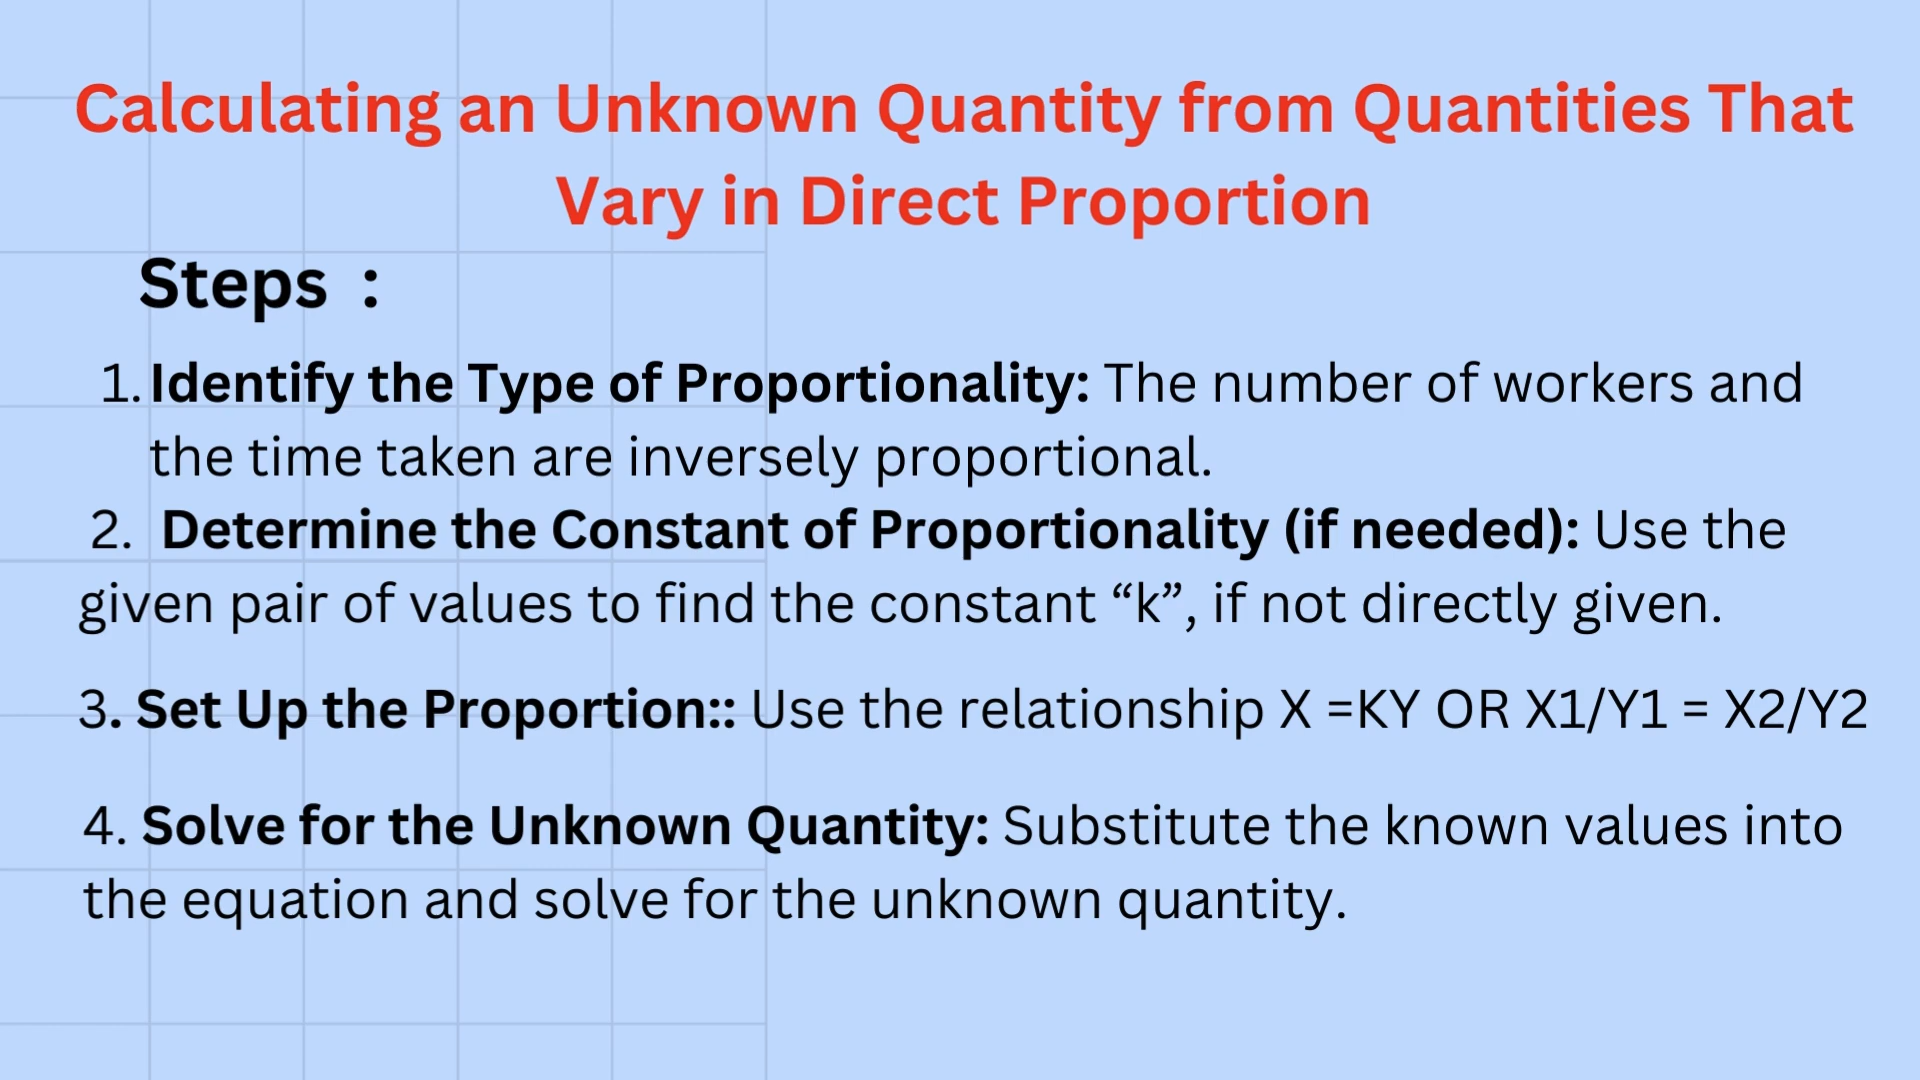 Calculating an Unknown Quantity from Quantities That
Vary in Direct Proportion
Steps :
1. Identify the Type of Proportionality: The number of workers and
the time taken are inversely proportional.
2. Determine the Constant of Proportionality (if needed): Use the
given pair of values to find the constant “k”, if not directly given.
3. Set Up the Proportion:: Use the relationship X =KY OR X1/Y1 = X2/Y2
4. Solve for the Unknown Quantity: Substitute the known values into
the equation and solve for the unknown quantity.